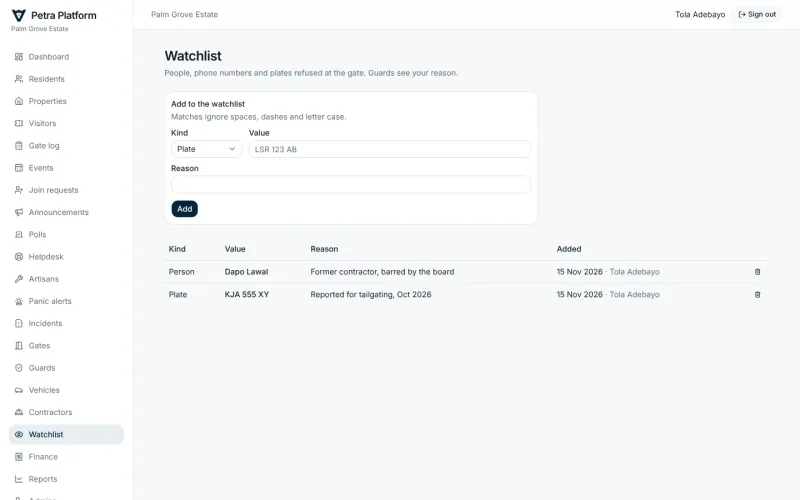 Petra Platform
Palm Grove Estate
Palm Grove Estate
Tola Adebayo
Sign out
Dashboard
Residents
Properties
Visitors
Gate log
Events
Join requests
Announcements
Polls
Helpdesk
Artisans
Panic alerts
Incidents
Gates
Guards
Vehicles
Contractors
Watchlist
Finance
Reports
Watchlist
People, phone numbers and plates refused at the gate. Guards see your reason.
Add to the watchlist
Matches ignore spaces, dashes and letter case.
Kind Value
Plate LSR 123 AB
Reason
Add
Kind Value Reason Added
Person Dapo Lawal Former contractor, barred by the board 15 Nov 2026 · Tola Adebayo
Plate KJA 555 XY Reported for tailgating, Oct 2026 15 Nov 2026 · Tola Adebayo